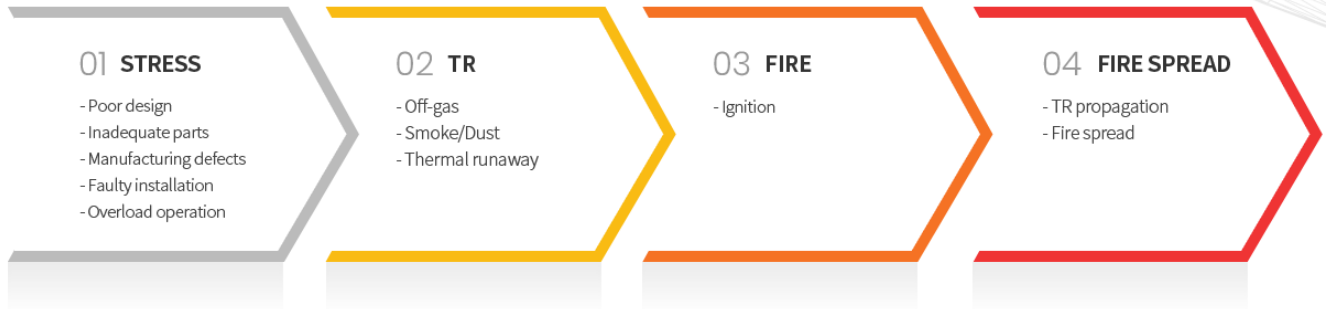 01 STRESS
- Poor design
- Inadequate parts
- Manufacturing defects
- Faulty installation
- Overload operation
02 TR
- Off-gas
- Smoke/Dust
- Thermal runaway
03 FIRE
- Ignition
04 FIRE SPREAD
- TR propagation
- Fire spread